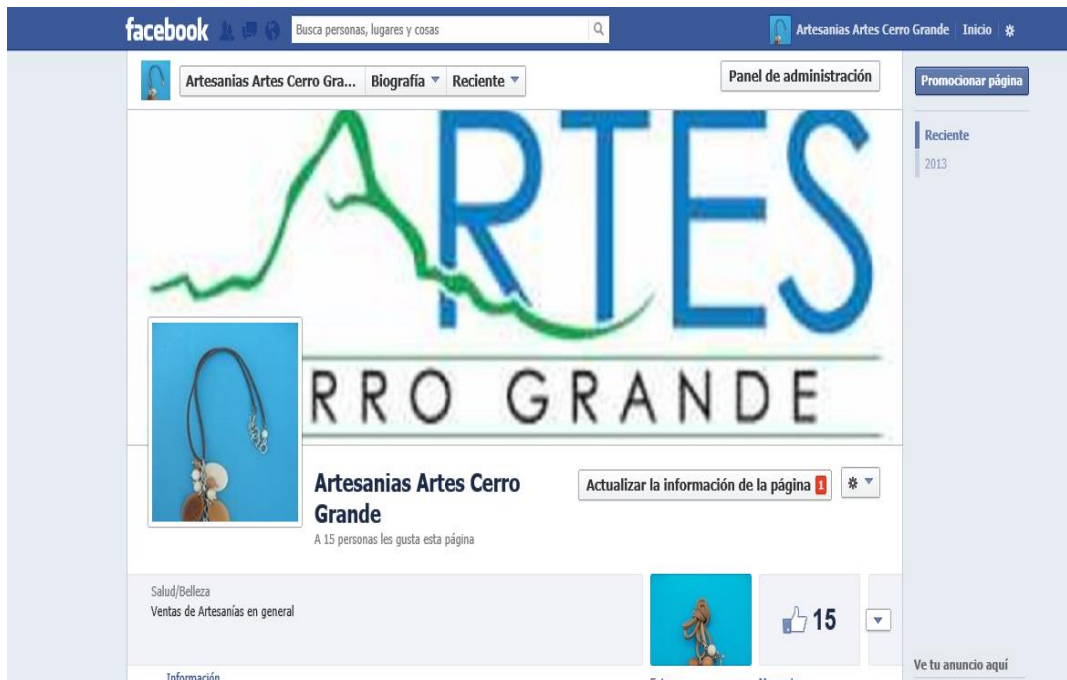 facebook
Busca personas, lugares y cosas
Artesanias Artes Cerro Grande
Inicio
Artesanias Artes Cerro Gra...
Biografía
Reciente
Panel de administración
Promocionar página
Reciente
2013
ARTES
RRO GRANDE
Artesanias Artes Cerro
Grande
A 15 personas les gusta esta página
Actualizar la información de la página 1
Salud/Belleza
Ventas de Artesanías en general
15
Información
Ve tu anuncio aquí